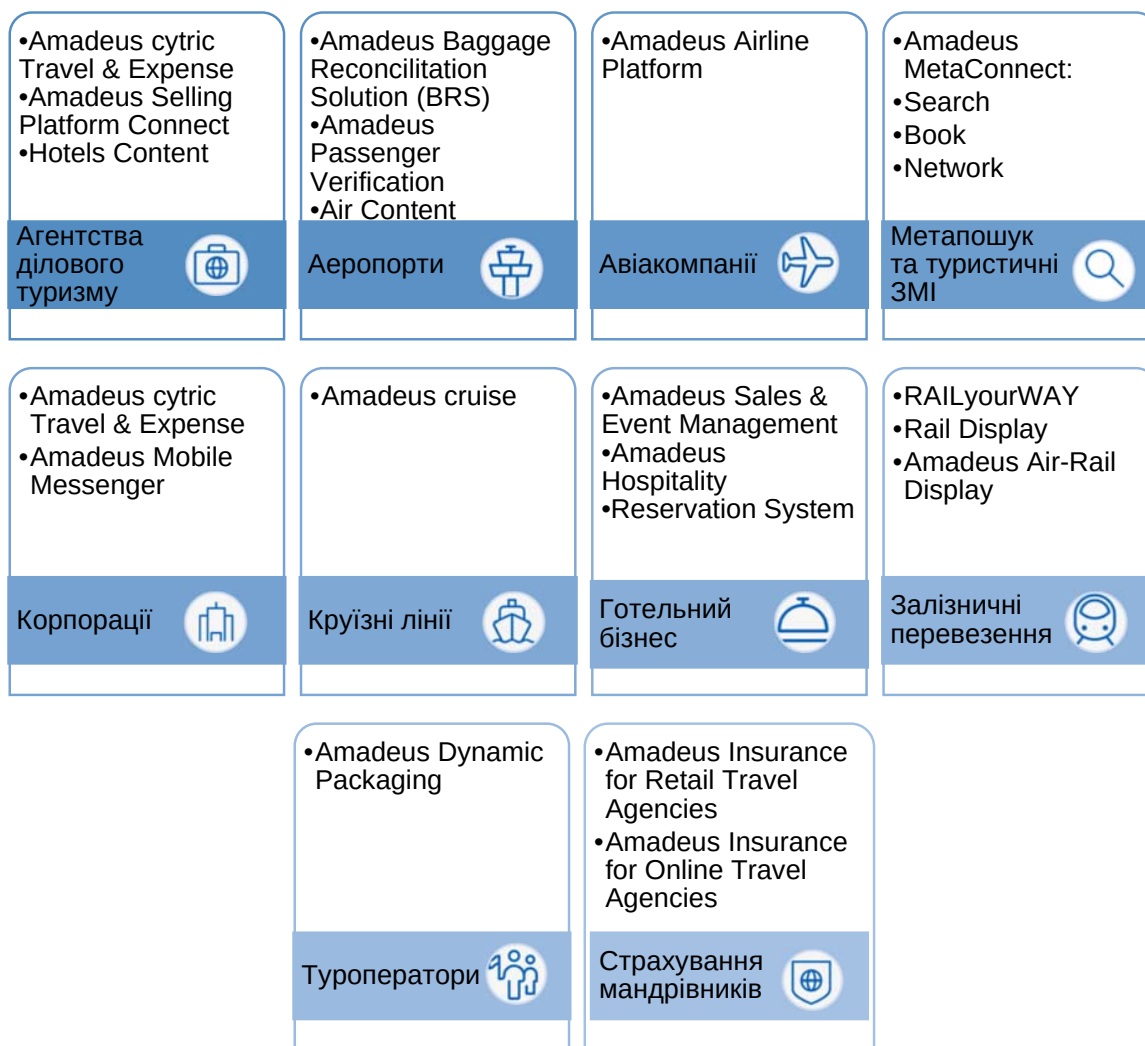 •Amadeus cytric
Travel & Expense
•Amadeus Selling
Platform Connect
•Hotels Content
Агентства
ділового
туризму
•Amadeus Baggage
Reconcilitation
Solution (BRS)
•Amadeus
Passenger
Verification
•Air Content
Аеропорти
•Amadeus Airline
Platform
Авіакомпанії
•Amadeus
MetaConnect:
•Search
•Book
•Network
Метапошук
та туристичні
ЗМІ
•Amadeus cytric
Travel & Expense
•Amadeus Mobile
Messenger
Корпорації
•Amadeus cruise
Круїзні лінії
•Amadeus Sales &
Event Management
•Amadeus
Hospitality
•Reservation System
Готельний
бізнес
•RAILyourWAY
•Rail Display
•Amadeus Air-Rail
Display
Залізничні
перевезення
•Amadeus Dynamic
Packaging
Туроператори
•Amadeus Insurance
for Retail Travel
Agencies
•Amadeus Insurance
for Online Travel
Agencies
Страхування
мандрівників